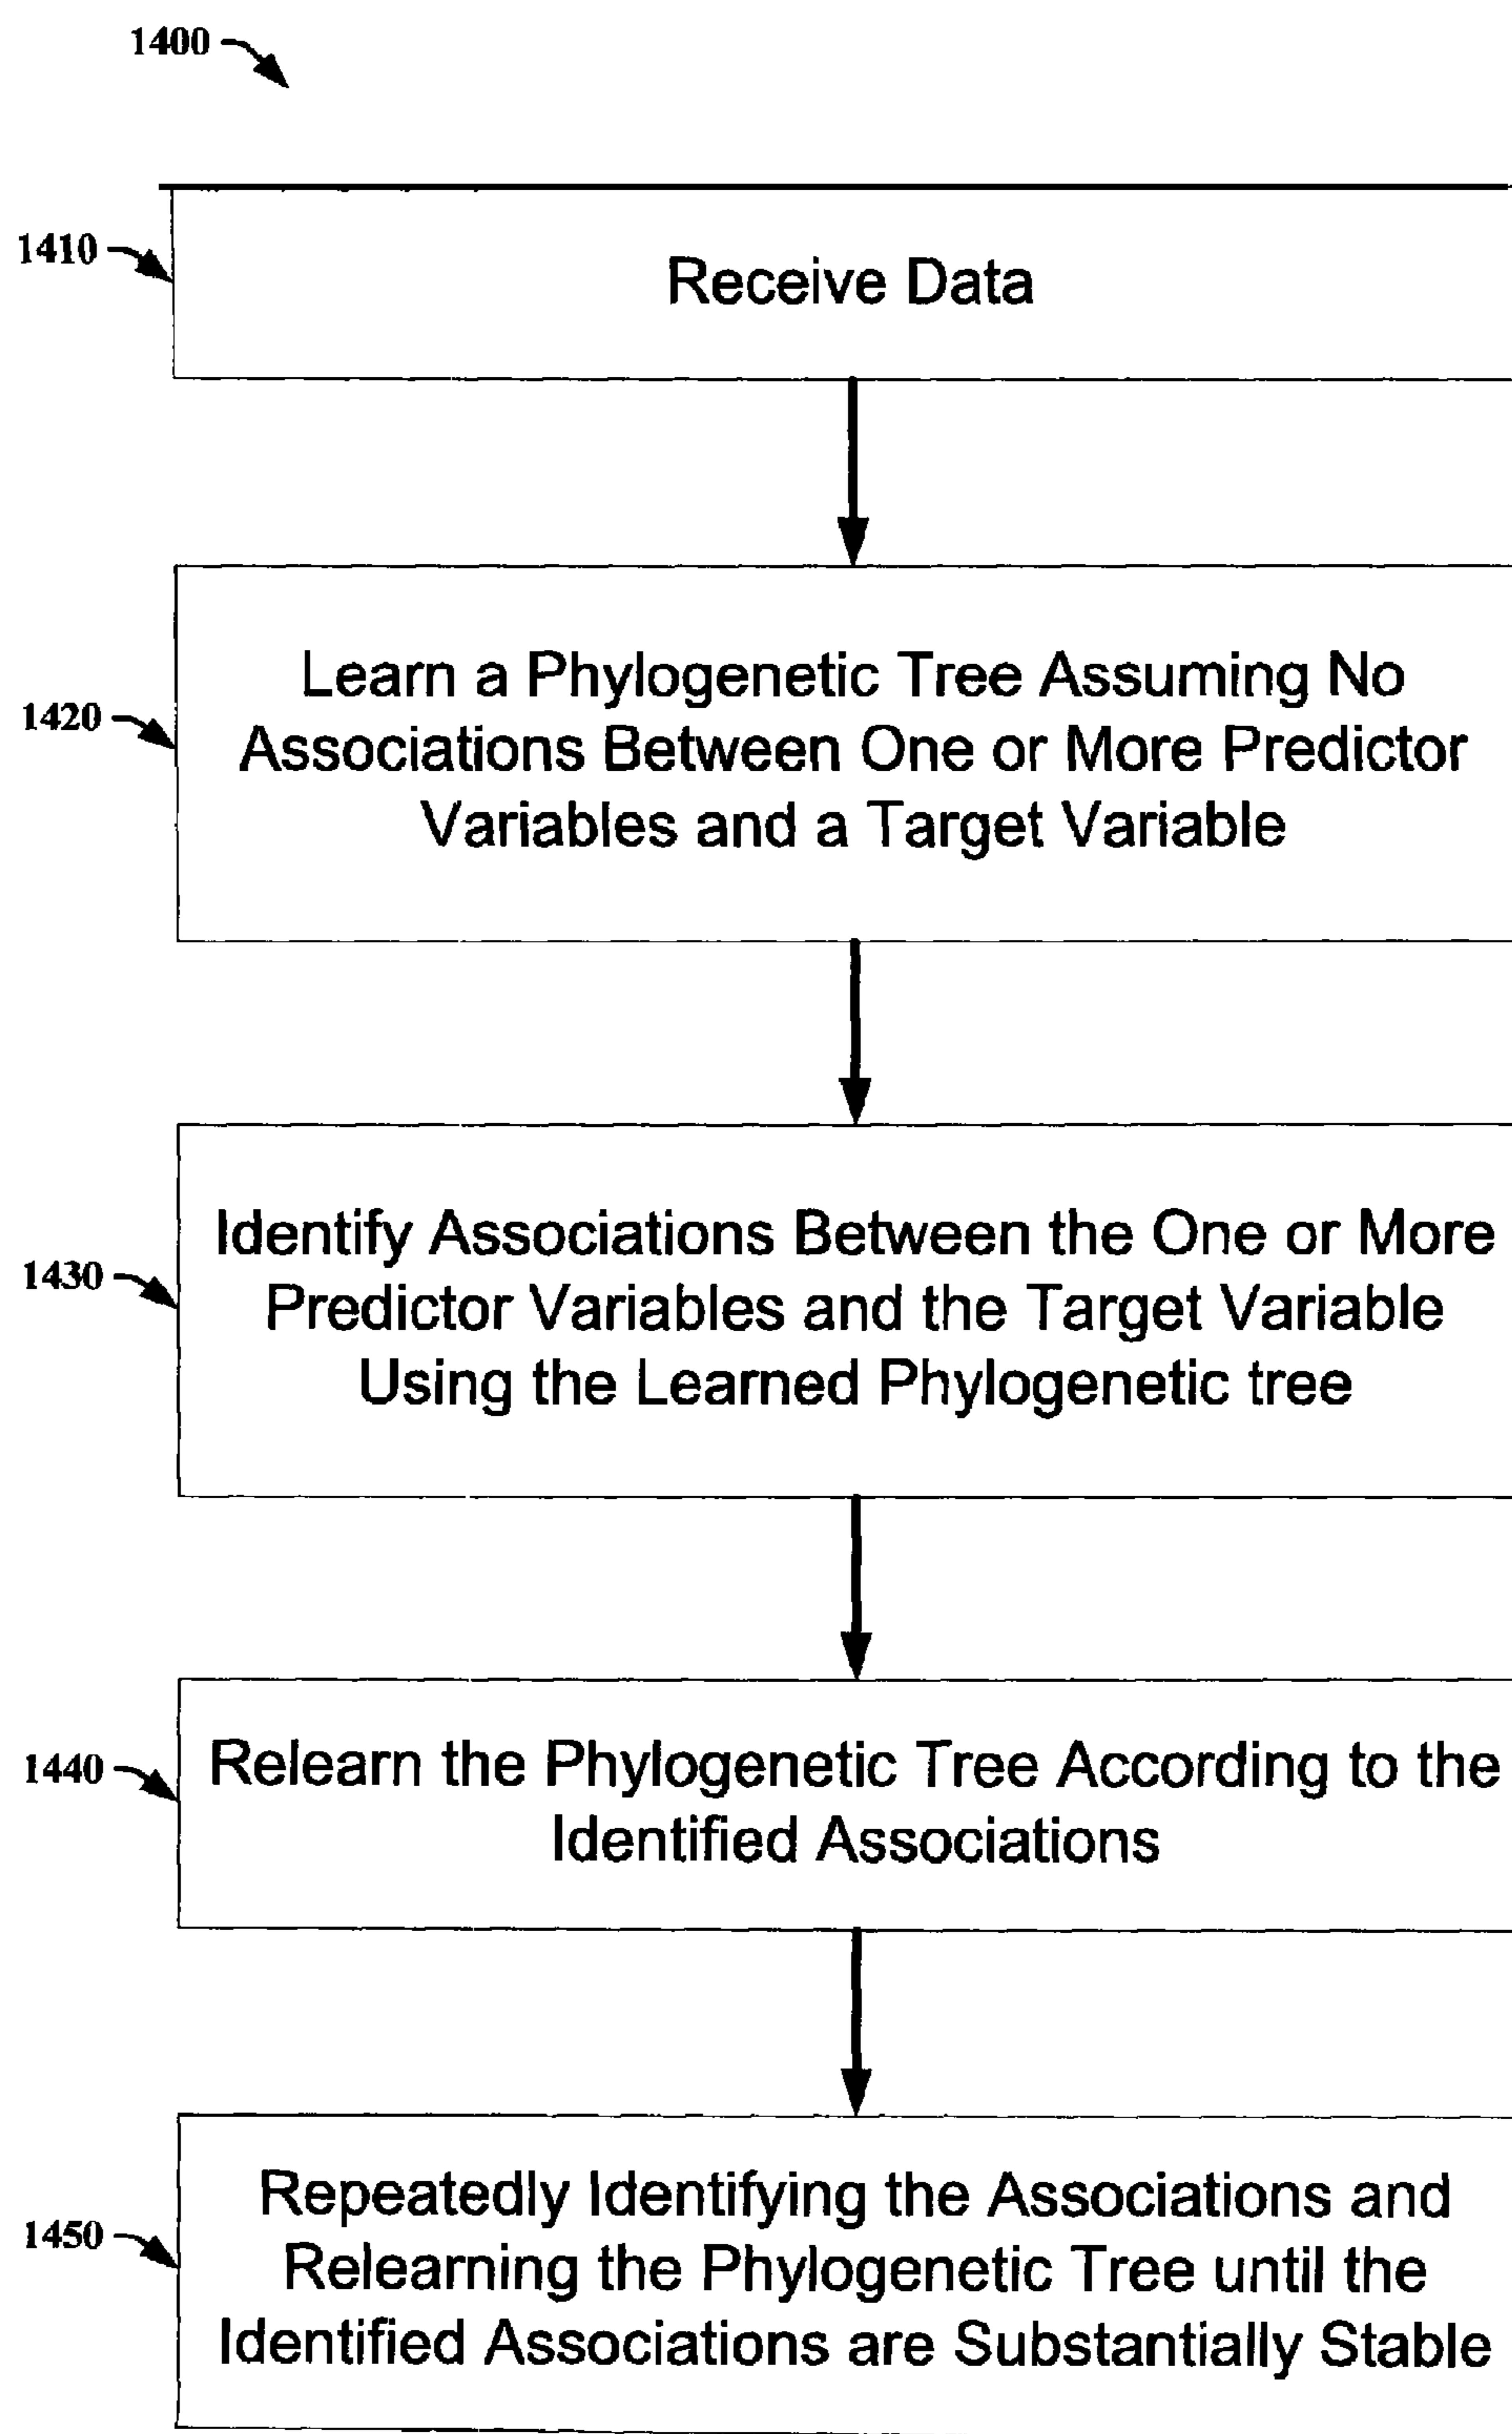 1400
1410
Receive Data
1420
Learn a Phylogenetic Tree Assuming No
Associations Between One or More Predictor
Variables and a Target Variable
1430
Identify Associations Between the One or More
Predictor Variables and the Target Variable
Using the Learned Phylogenetic tree
1440
Relearn the Phylogenetic Tree According to the
Identified Associations
1450
Repeatedly Identifying the Associations and
Relearning the Phylogenetic Tree until the
Identified Associations are Substantially Stable